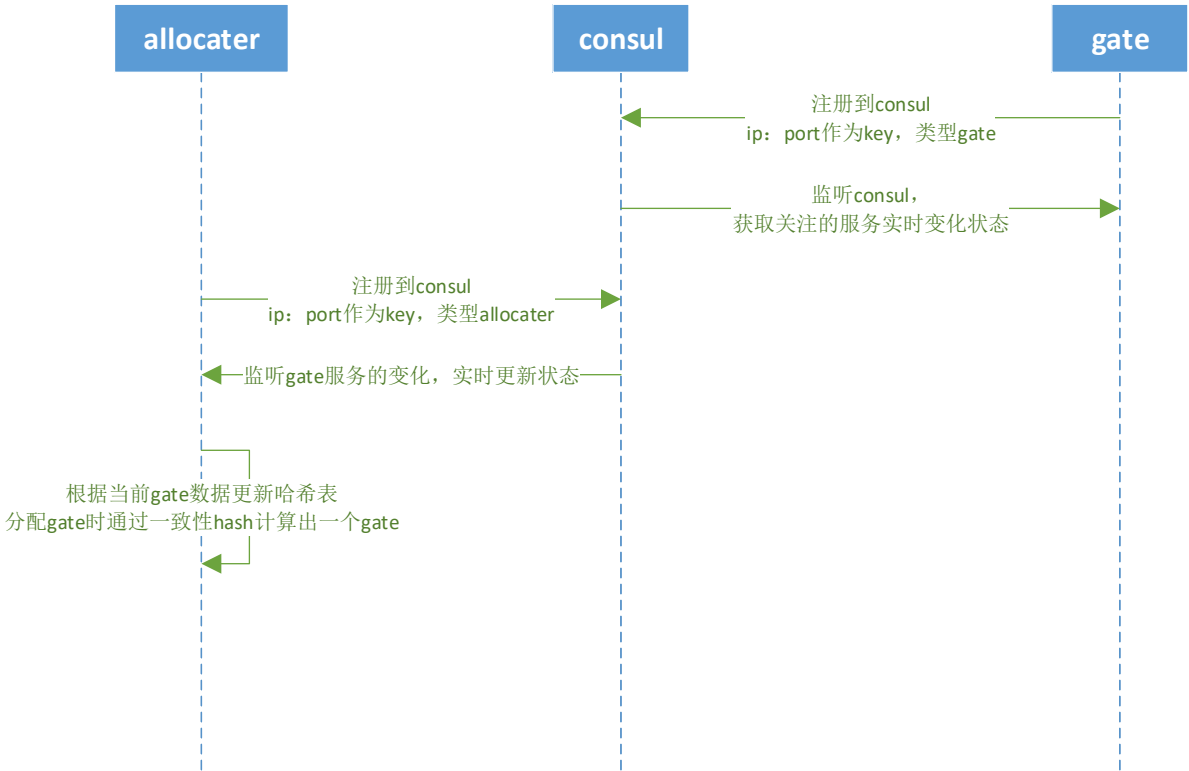 allocater
consul
gate
注册到consul
ip：port作为key，类型gate
监听consul，
获取关注的服务实时变化状态
注册到consul
ip：port作为key，类型allocater
监听gate服务的变化，实时更新状态
根据当前gate数据更新哈希表
分配gate时通过一致性hash计算出一个gate